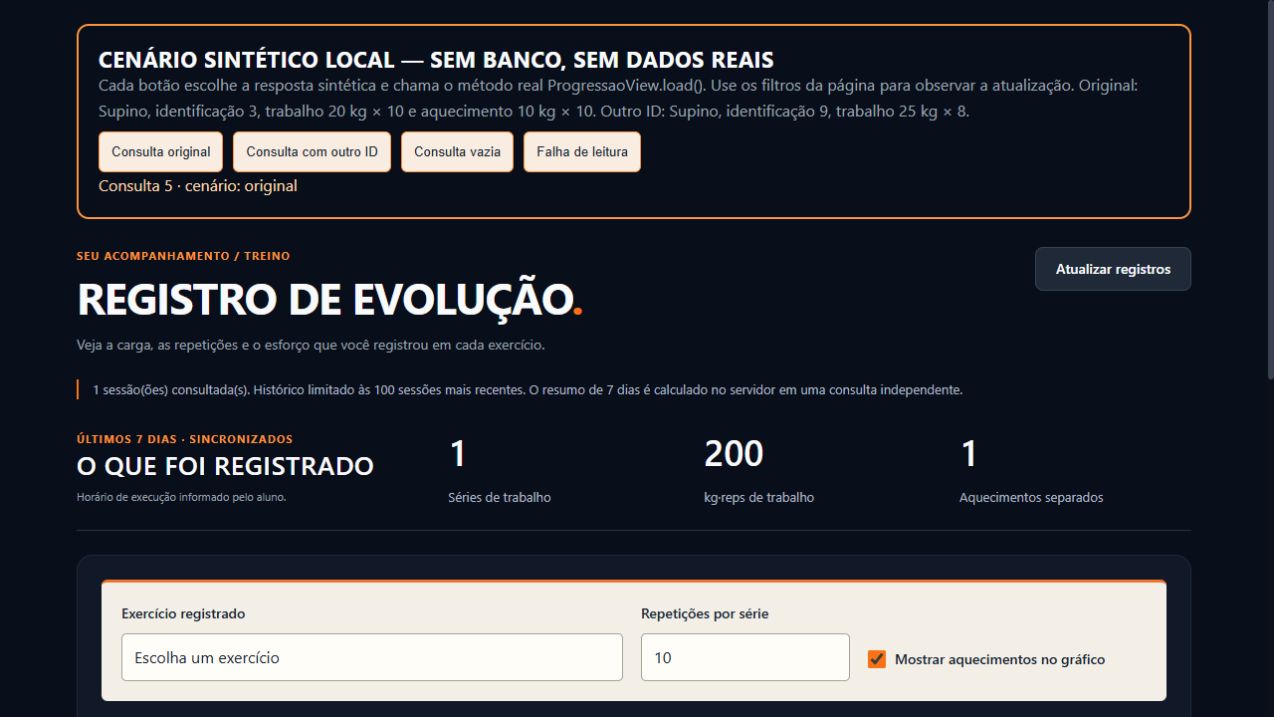 CENÁRIO SINTÉTICO LOCAL — SEM BANCO, SEM DADOS REAIS
Cada botão escolhe a resposta sintética e chama o método real ProgressaoView.load(). Use os filtros da página para observar a atualização. Original:
Supino, identificação 3, trabalho 20 kg × 10 e aquecimento 10 kg × 10. Outro ID: Supino, identificação 9, trabalho 25 kg × 8.
Consulta original
Consulta com outro ID
Consulta vazia
Falha de leitura
Consulta 5 · cenário: original
SEU ACOMPANHAMENTO / TREINO
Atualizar registros
REGISTRO DE EVOLUÇÃO.
Veja a carga, as repetições e o esforço que você registrou em cada exercício.
1 sessão(ões) consultada(s). Histórico limitado às 100 sessões mais recentes. O resumo de 7 dias é calculado no servidor em uma consulta independente.
ÚLTIMOS 7 DIAS · SINCRONIZADOS
O QUE FOI REGISTRADO
Horário de execução informado pelo aluno.
1
Séries de trabalho
200
kg·reps de trabalho
1
Aquecimentos separados
Exercício registrado
Escolha um exercício
Repetições por série
10
Mostrar aquecimentos no gráfico